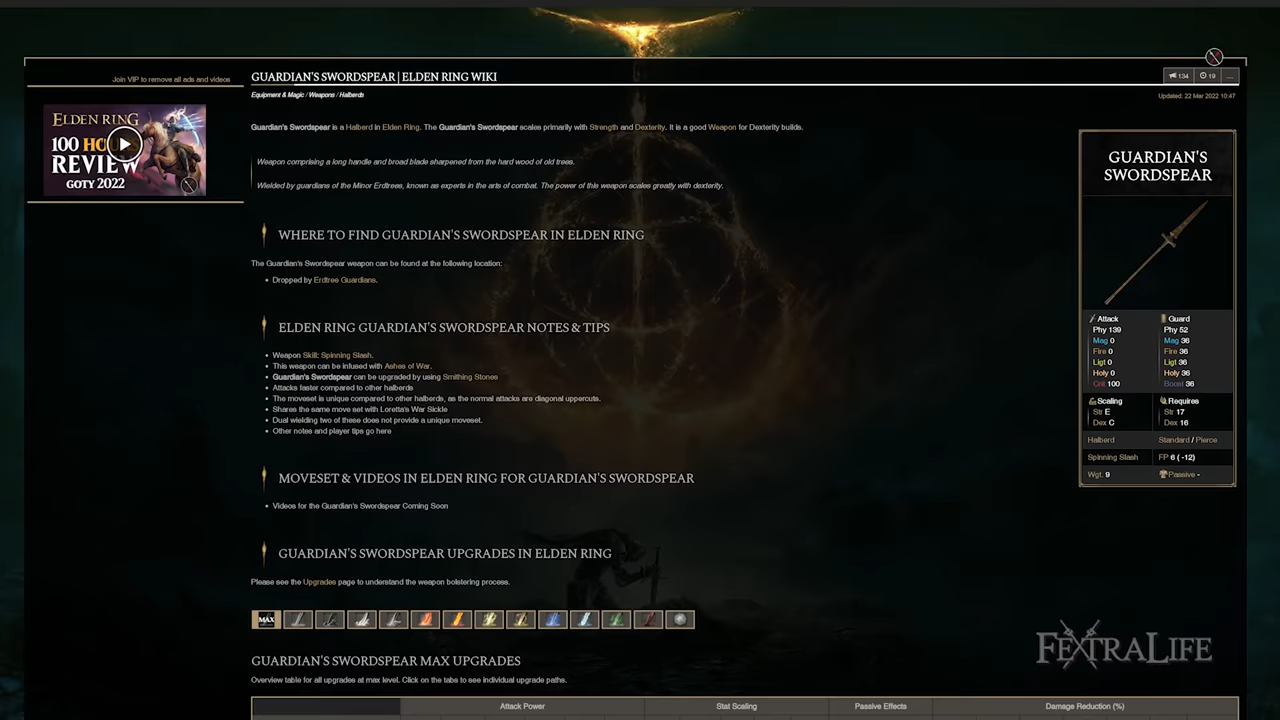 Join VIP to remove all ads and videos
ELDEN RING
100 HO
REVIEW
GOTY 2022
GUARDIAN'S SWORDSPEAR | ELDEN RING WIKI
134
19
...
Equipment & Magic / Weapons / Halberds
Updated: 22 Mar 2022 10:47
Guardian's Swordspear is a Halberd in Elden Ring. The Guardian's Swordspear scales primarily with Strength and Dexterity. It is a good Weapon for Dexterity builds.
Weapon comprising a long handle and broad blade sharpened from the hard wood of old trees.
Wielded by guardians of the Minor Erdtrees, known as experts in the arts of combat. The power of this weapon scales greatly with dexterity.
WHERE TO FIND GUARDIAN'S SWORDSPEAR IN ELDEN RING
The Guardian's Swordspear weapon can be found at the following location:
• Dropped by Erdtree Guardians.
ELDEN RING GUARDIAN'S SWORDSPEAR NOTES & TIPS
• Weapon Skill: Spinning Slash.
• This weapon can be infused with Ashes of War.
• Guardian's Swordspear can be upgraded by using Smithing Stones
• Attacks faster compared to other halberds
• The moveset is unique compared to other halberds, as the normal attacks are diagonal uppercuts.
• Shares the same move set with Loretta's War Sickle
• Dual wielding two of these does not provide a unique moveset.
• Other notes and player tips go here
MOVESET & VIDEOS IN ELDEN RING FOR GUARDIAN'S SWORDSPEAR
• Videos for the Guardian's Swordspear Coming Soon
GUARDIAN'S SWORDSPEAR UPGRADES IN ELDEN RING
Please see the Upgrades page to understand the weapon bolstering process.
MAX
GUARDIAN'S SWORDSPEAR MAX UPGRADES
Overview table for all upgrades at max level. Click on the tabs to see individual upgrade paths.
Attack Power Stat Scaling Passive Effects Damage Reduction (%)
GUARDIAN'S
SWORDSPEAR
Attack Guard
Phy 139 Phy 52
Mag 0 Mag 36
Fire 0 Fire 36
Ligt 0 Ligt 36
Holy 0 Holy 36
Crit 100 Boost 36
Scaling Requires
Str E Str 17
Dex C Dex 16
Halberd Standard / Pierce
Spinning Slash FP 6 ( -12)
Wgt. 9 Passive -
FEXTRALIFE